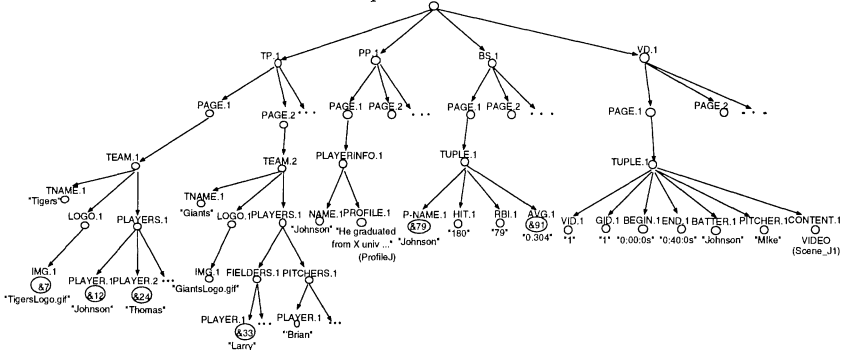 TP.1
PP.1
BS.1
VD.1
PAGE.1
PAGE.2
...
PAGE.1
PAGE.2
...
PAGE.1
PAGE.2
...
PAGE.1
PAGE.2
...
TEAM.1
TEAM.2
PLAYERINFO.1
TUPLE.1
TUPLE.1
TNAME.1
"Tigers"
LOGO.1
PLAYERS.1
TNAME.1
"Giants"
LOGO.1
PLAYERS.1
NAME.1
"Johnson"
PROFILE.1
"He graduated
from X univ ..."
(ProfileJ)
P-NAME.1
&79
"Johnson"
HIT.1
"180"
RBI.1
"79"
AVG.1
&91
"0.304"
VID.1
"1"
GID.1
"1"
BEGIN.1
"0:00:0s"
END.1
"0:40:0s"
BATTER.1
"Johnson"
PITCHER.1
"MIke"
CONTENT.1
VIDEO
(Scene_J1)
IMG.1
&7
"TigersLogo.gif"
PLAYER.1
&12
"Johnson"
PLAYER.2
&24
"Thomas"
...
IMG.1
"GiantsLogo.gif"
FIELDERS.1
PITCHERS.1
PLAYER.1
&33
"Larry"
...
PLAYER.1
"Brian"
...